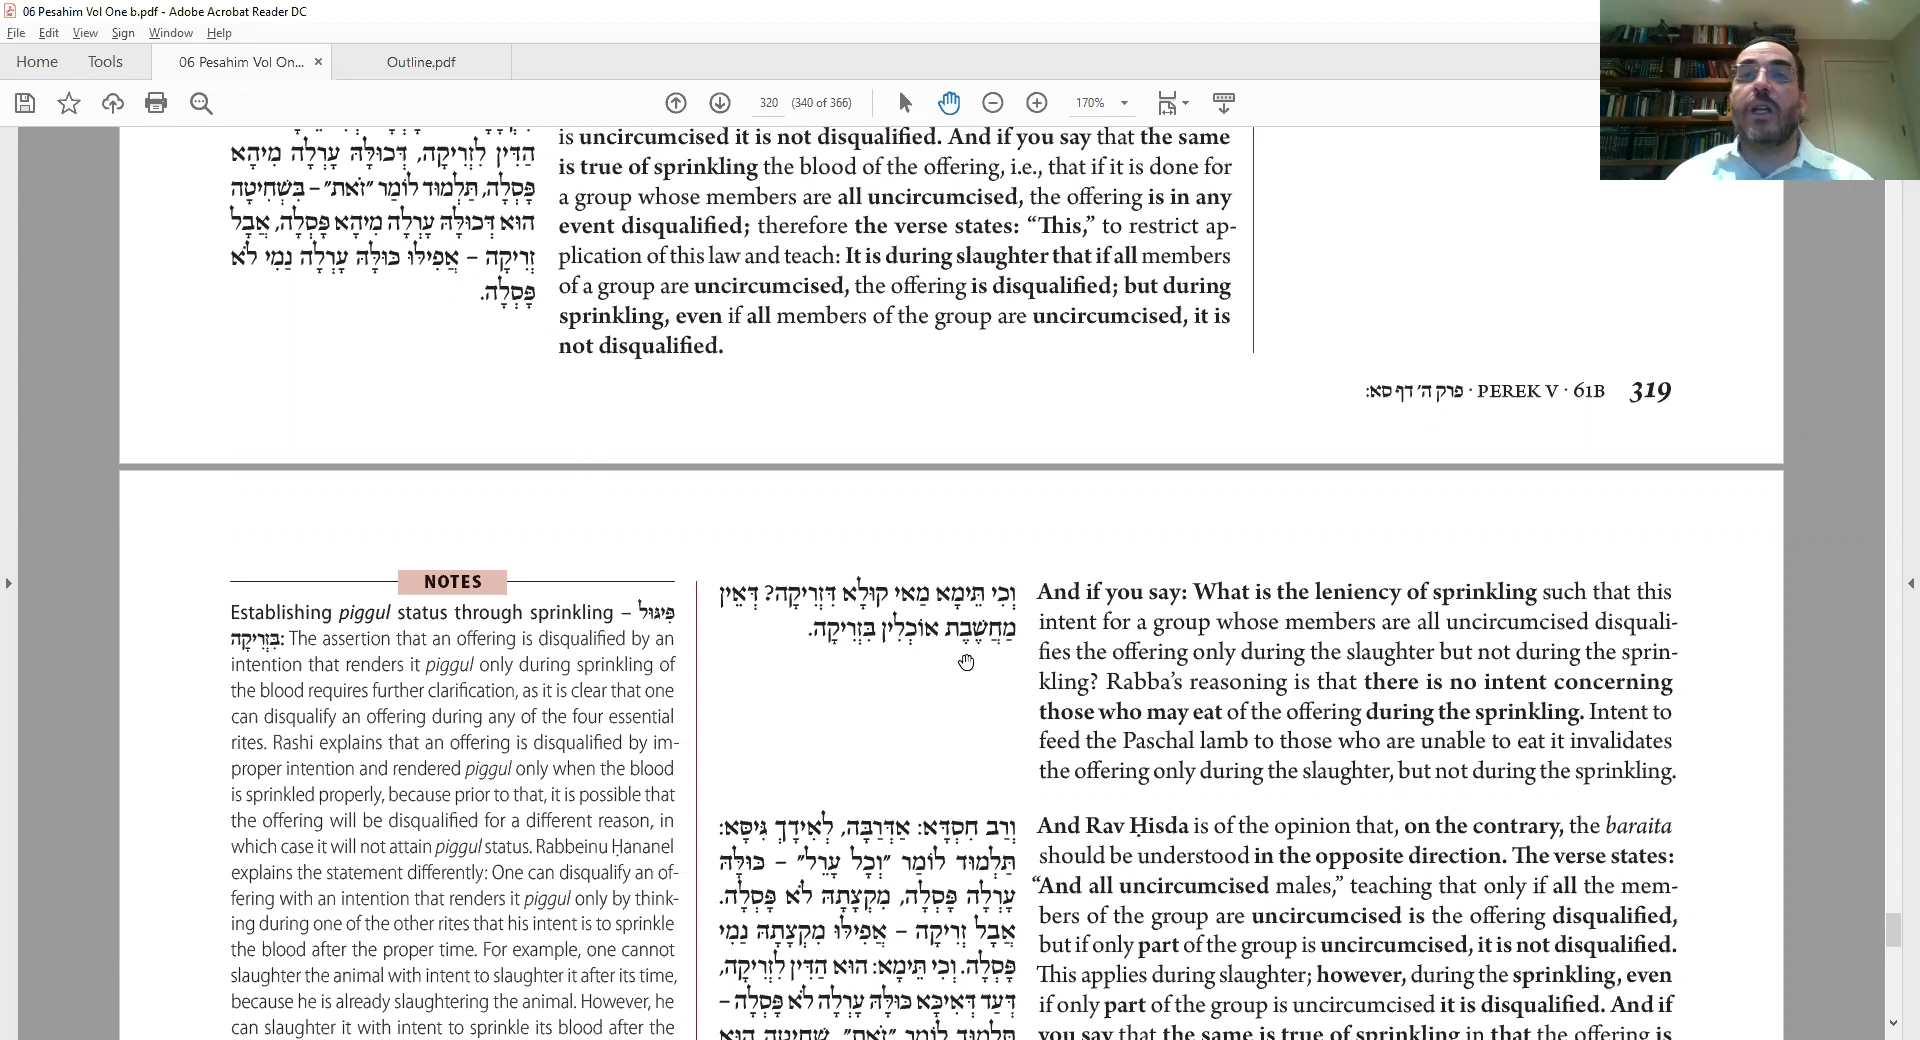 06 Pesahim Vol One b.pdf - Adobe Acrobat Reader DC
File Edit View Sign Window Help
Home Tools 06 Pesahim Vol On... × Outline.pdf
320 (340 of 366) 170%
הַדִּין לִזְרִיקָה, דְּכוּלָּהּ עָרְלָה מִיהָא
פָּסְלָה, תַּלְמוּד לוֹמַר ״זֹאת״ – בִּשְׁחִיטָה
הוּא דְּכוּלָּהּ עָרְלָה מִיהָא פָּסְלָה, אֲבָל
זְרִיקָה – אֲפִילּוּ כּוּלָּהּ עָרְלָה נַמִי לֹא
פָּסְלָה.
is uncircumcised it is not disqualified. And if you say that the same
is true of sprinkling the blood of the offering, i.e., that if it is done for
a group whose members are all uncircumcised, the offering is in any
event disqualified; therefore the verse states: “This,” to restrict ap-
plication of this law and teach: It is during slaughter that if all members
of a group are uncircumcised, the offering is disqualified; but during
sprinkling, even if all members of the group are uncircumcised, it is
not disqualified.
פרק ה׳ דף סא: · PEREK V · 61B 319
NOTES
Establishing piggul status through sprinkling – פִּיגּוּל
בִּזְרִיקָה: The assertion that an offering is disqualified by an
intention that renders it piggul only during sprinkling of
the blood requires further clarification, as it is clear that one
can disqualify an offering during any of the four essential
rites. Rashi explains that an offering is disqualified by im-
proper intention and rendered piggul only when the blood
is sprinkled properly, because prior to that, it is possible that
the offering will be disqualified for a different reason, in
which case it will not attain piggul status. Rabbeinu Ḥananel
explains the statement differently: One can disqualify an of-
fering with an intention that renders it piggul only by think-
ing during one of the other rites that his intent is to sprinkle
the blood after the proper time. For example, one cannot
slaughter the animal with intent to slaughter it after its time,
because he is already slaughtering the animal. However, he
can slaughter it with intent to sprinkle its blood after the
וְכִי תֵּימָא מַאי קוּלָּא דִּזְרִיקָה? דְּאֵין
מַחֲשֶׁבֶת אוֹכְלִין בִּזְרִיקָה.
And if you say: What is the leniency of sprinkling such that this
intent for a group whose members are all uncircumcised disquali-
fies the offering only during the slaughter but not during the sprin-
kling? Rabba’s reasoning is that there is no intent concerning
those who may eat of the offering during the sprinkling. Intent to
feed the Paschal lamb to those who are unable to eat it invalidates
the offering only during the slaughter, but not during the sprinkling.
וְרַב חִסְדָּא: אַדְּרַבָּה, לְאִידָךְ גִּיסָא:
תַּלְמוּד לוֹמַר ״וְכָל עָרֵל״ – כּוּלָּהּ
עָרְלָה פָּסְלָה, מִקְצָתָהּ לֹא פָּסְלָה.
אֲבָל זְרִיקָה – אֲפִילּוּ מִקְצָתָהּ נַמִי
פָּסְלָה. וְכִי תֵּימָא: הוּא הַדִּין לִזְרִיקָה,
דְּעַד דְּאִיכָּא כּוּלָּהּ עָרְלָה לֹא פָּסְלָה –
תַּלְמוּד לוֹמַר ״זֹאת״, שְׁחִיטָה הוּא
And Rav Ḥisda is of the opinion that, on the contrary, the baraita
should be understood in the opposite direction. The verse states:
“And all uncircumcised males,” teaching that only if all the mem-
bers of the group are uncircumcised is the offering disqualified,
but if only part of the group is uncircumcised, it is not disqualified.
This applies during slaughter; however, during the sprinkling, even
if only part of the group is uncircumcised it is disqualified. And if
you say that the same is true of sprinkling in that the offering is